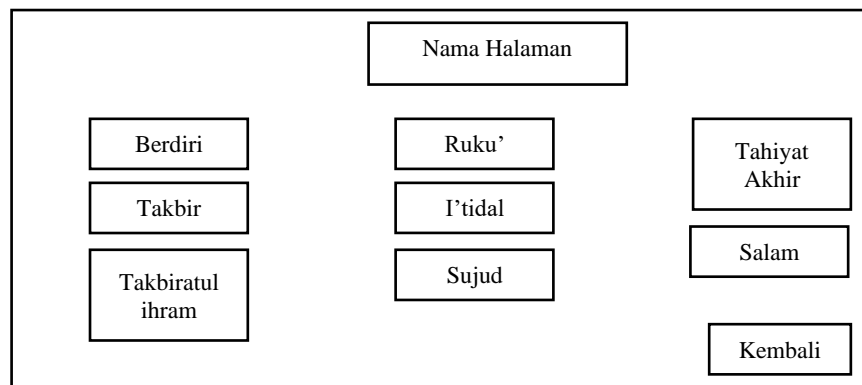 Nama Halaman
Berdiri
Takbir
Takbiratul
ihram
Ruku’
I’tidal
Sujud
Tahiyat
Akhir
Salam
Kembali